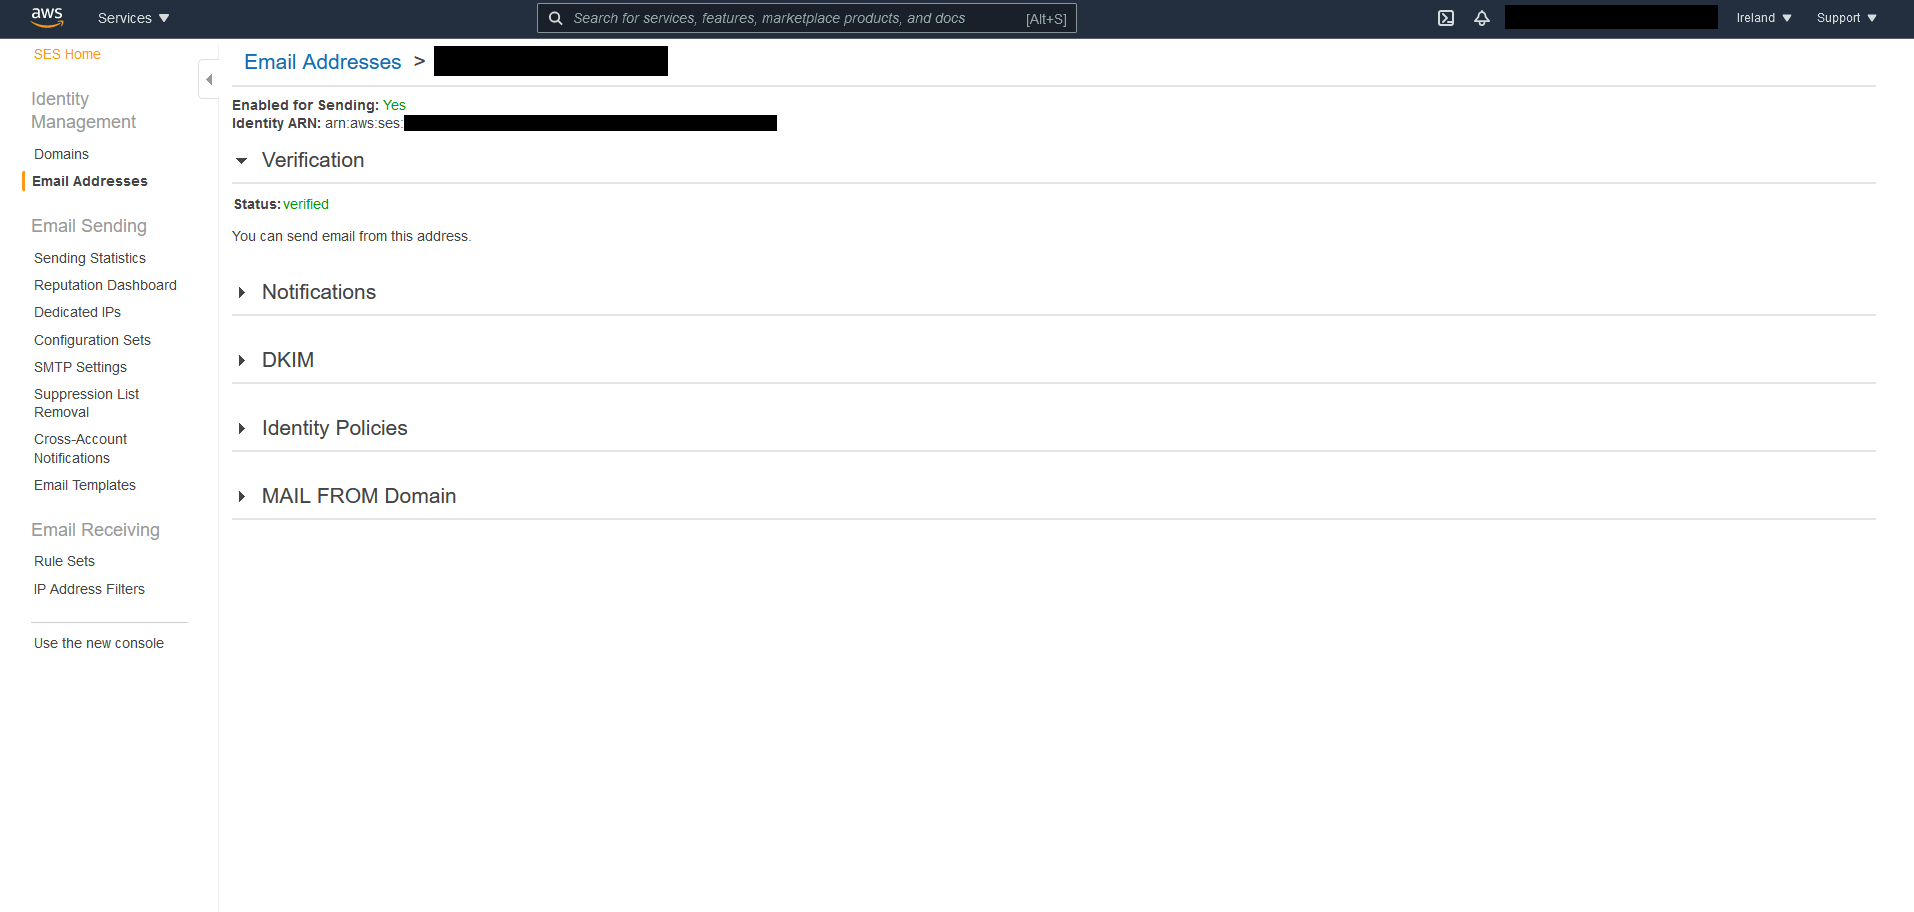 aws Services Search for services, features, marketplace products, and docs [Alt+S] Ireland Support
SES Home
Identity
Management
Domains
Email Addresses
Email Sending
Sending Statistics
Reputation Dashboard
Dedicated IPs
Configuration Sets
SMTP Settings
Suppression List
Removal
Cross-Account
Notifications
Email Templates
Email Receiving
Rule Sets
IP Address Filters
Use the new console
Email Addresses >
Enabled for Sending: Yes
Identity ARN: arn:aws:ses:
Verification
Status: verified
You can send email from this address.
Notifications
DKIM
Identity Policies
MAIL FROM Domain